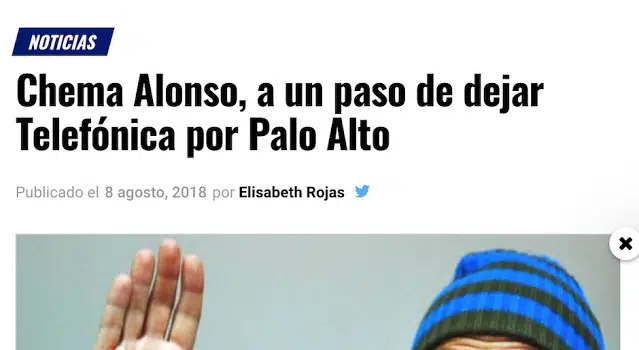 NOTICIAS
Chema Alonso, a un paso de dejar
Telefónica por Palo Alto
Publicado el 8 agosto, 2018 por Elisabeth Rojas